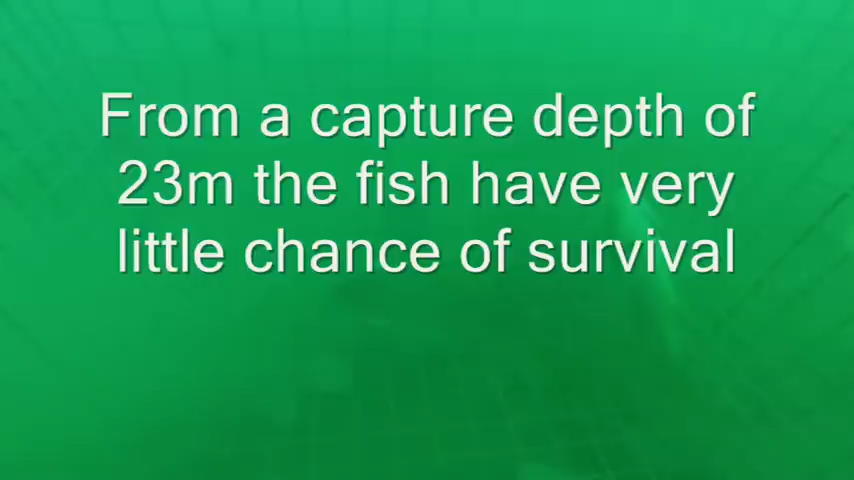 From a capture depth of
23m the fish have very
little chance of survival